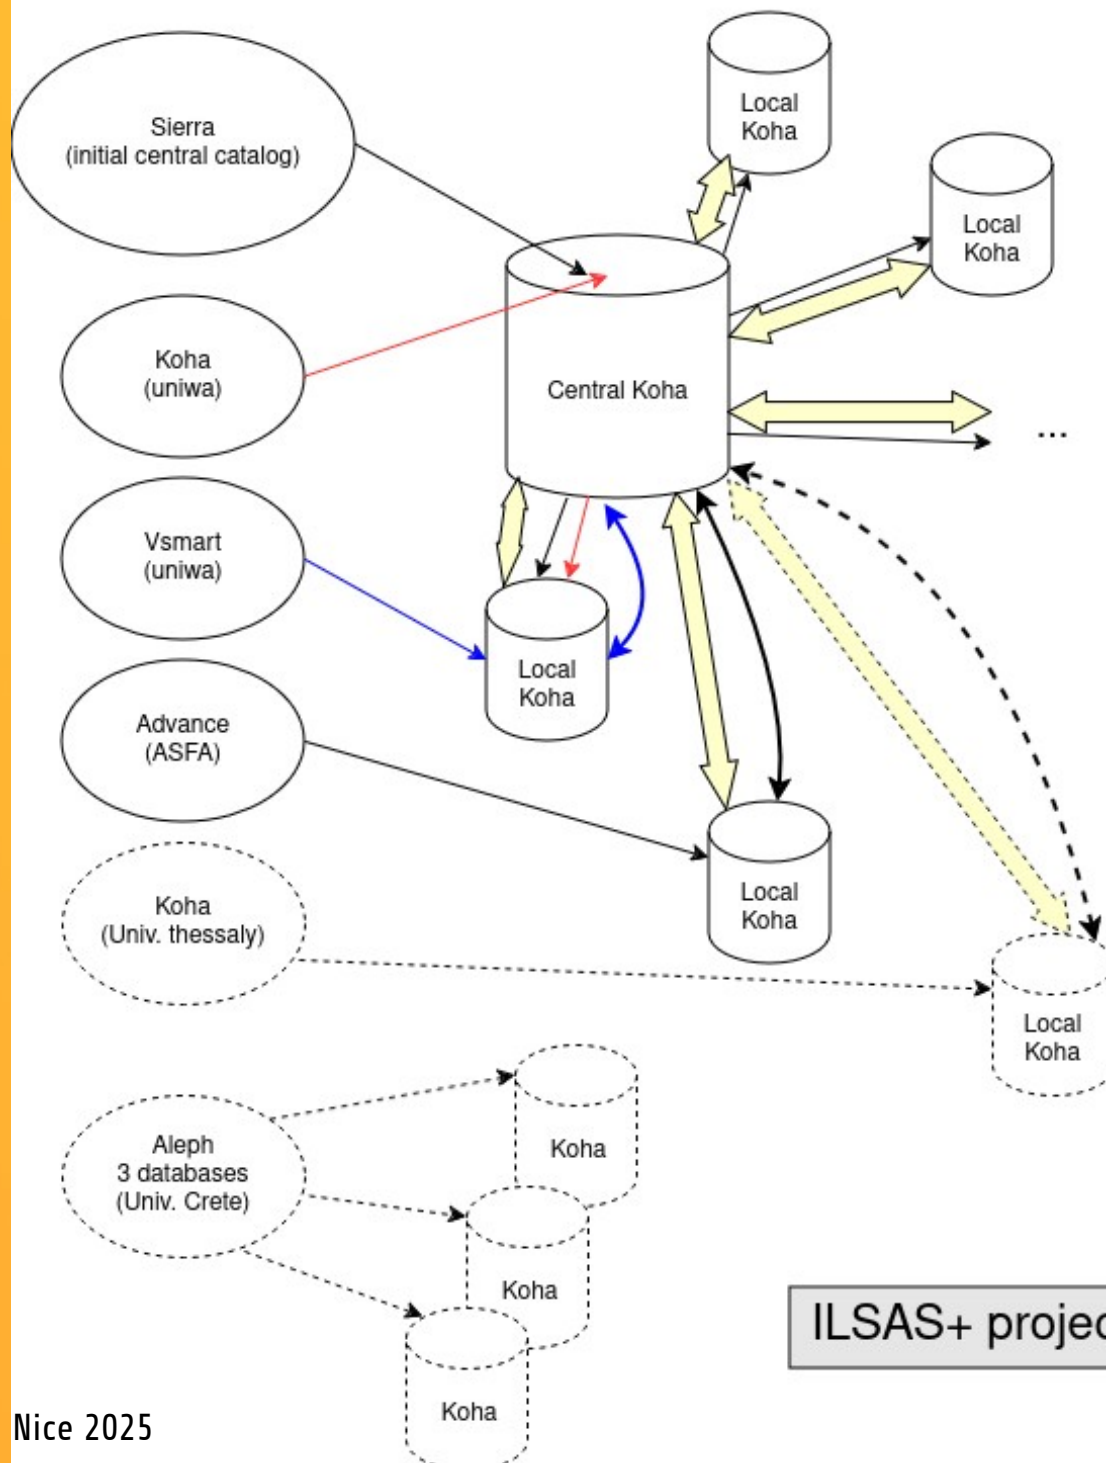 Local
Koha
Sierra
(initial central catalog)
Local
Koha
Koha
(uniwa)
Central Koha
...
Vsmart
(uniwa)
Local
Koha
Advance
(ASFA)
Local
Koha
Koha
(Univ. thessaly)
Local
Koha
Aleph
3 databases
(Univ. Crete)
Koha
Koha
Koha
ILSAS+ projec
Nice 2025